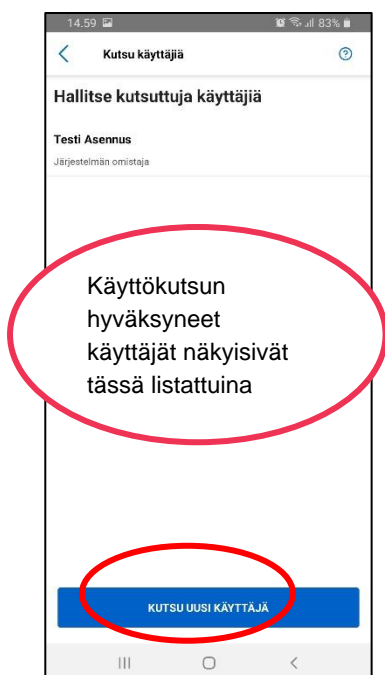 14.59 83%
Kutsu käyttäjiä
Hallitse kutsuttuja käyttäjiä
Testi Asennus
Järjestelmän omistaja
Käyttökutsun
hyväksyneet
käyttäjät näkyisivät
tässä listattuina
KUTSU UUSI KÄYTTÄJÄ